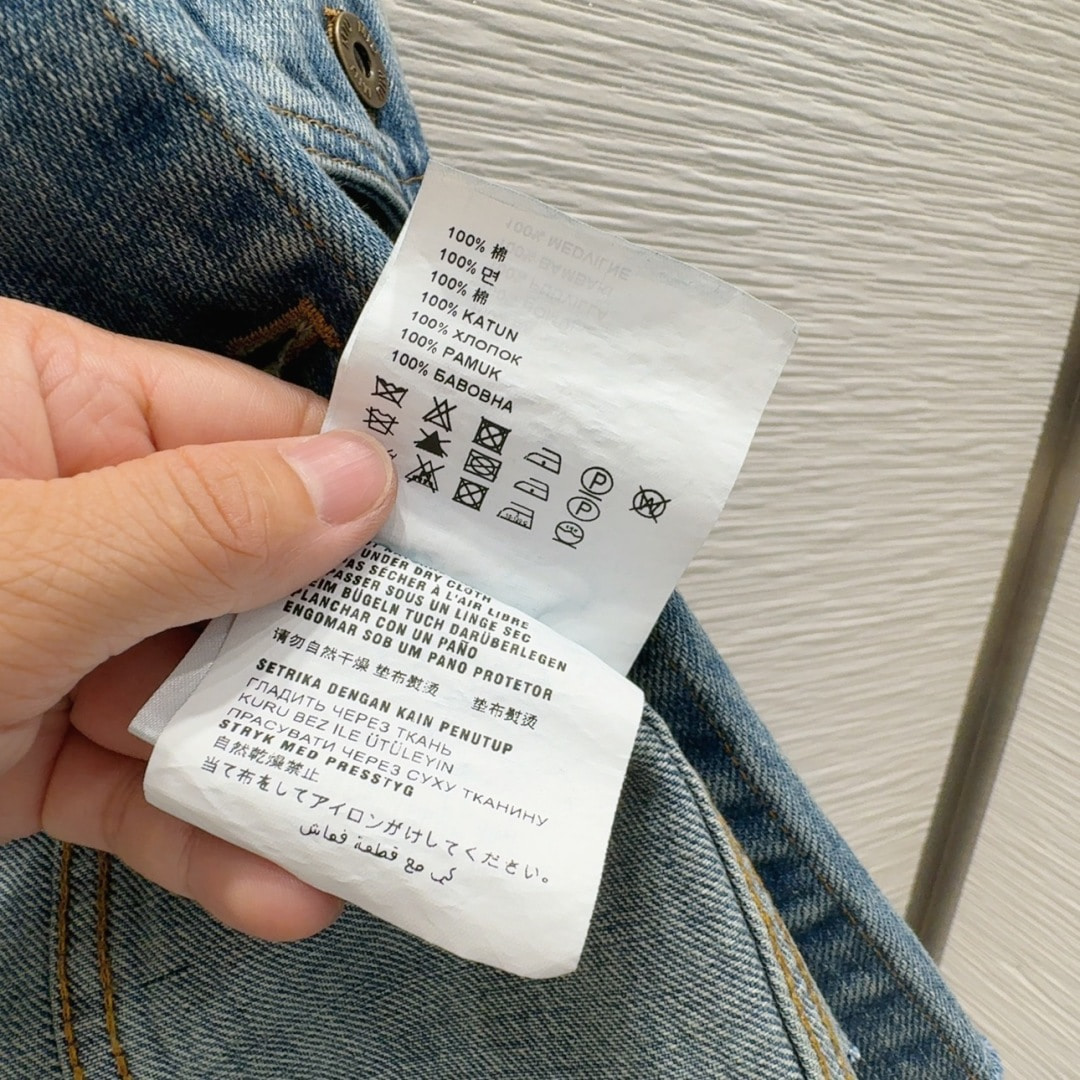 100% 棉
100% 면
100% 棉
100% KATUN
100% ХЛОПОК
100% PAMUK
100% БАВОВНА
P
P
W
UNDER DRY CLOTH
PAS SÉCHER À L'AIR LIBRE
PASSER SOUS UN LINGE SEC
BEIM BÜGELN TUCH DARÜBERLEGEN
PLANCHAR CON UN PAÑO
ENGOMAR SOB UM PANO PROTETOR
请勿自然干燥 垫布熨烫 垫布熨烫
SETRIKA DENGAN KAIN PENUTUP
ГЛАДИТЬ ЧЕРЕЗ ТКАНЬ
KURU BEZ ILE ÜTÜLEYIN
ПРАСУВАТИ ЧЕРЕЗ СУХУ ТКАНИНУ
STRYK MED PRESSTYG
自然乾燥禁止
当て布をしてアイロンがけしてください。
كي مع قطعة قماش